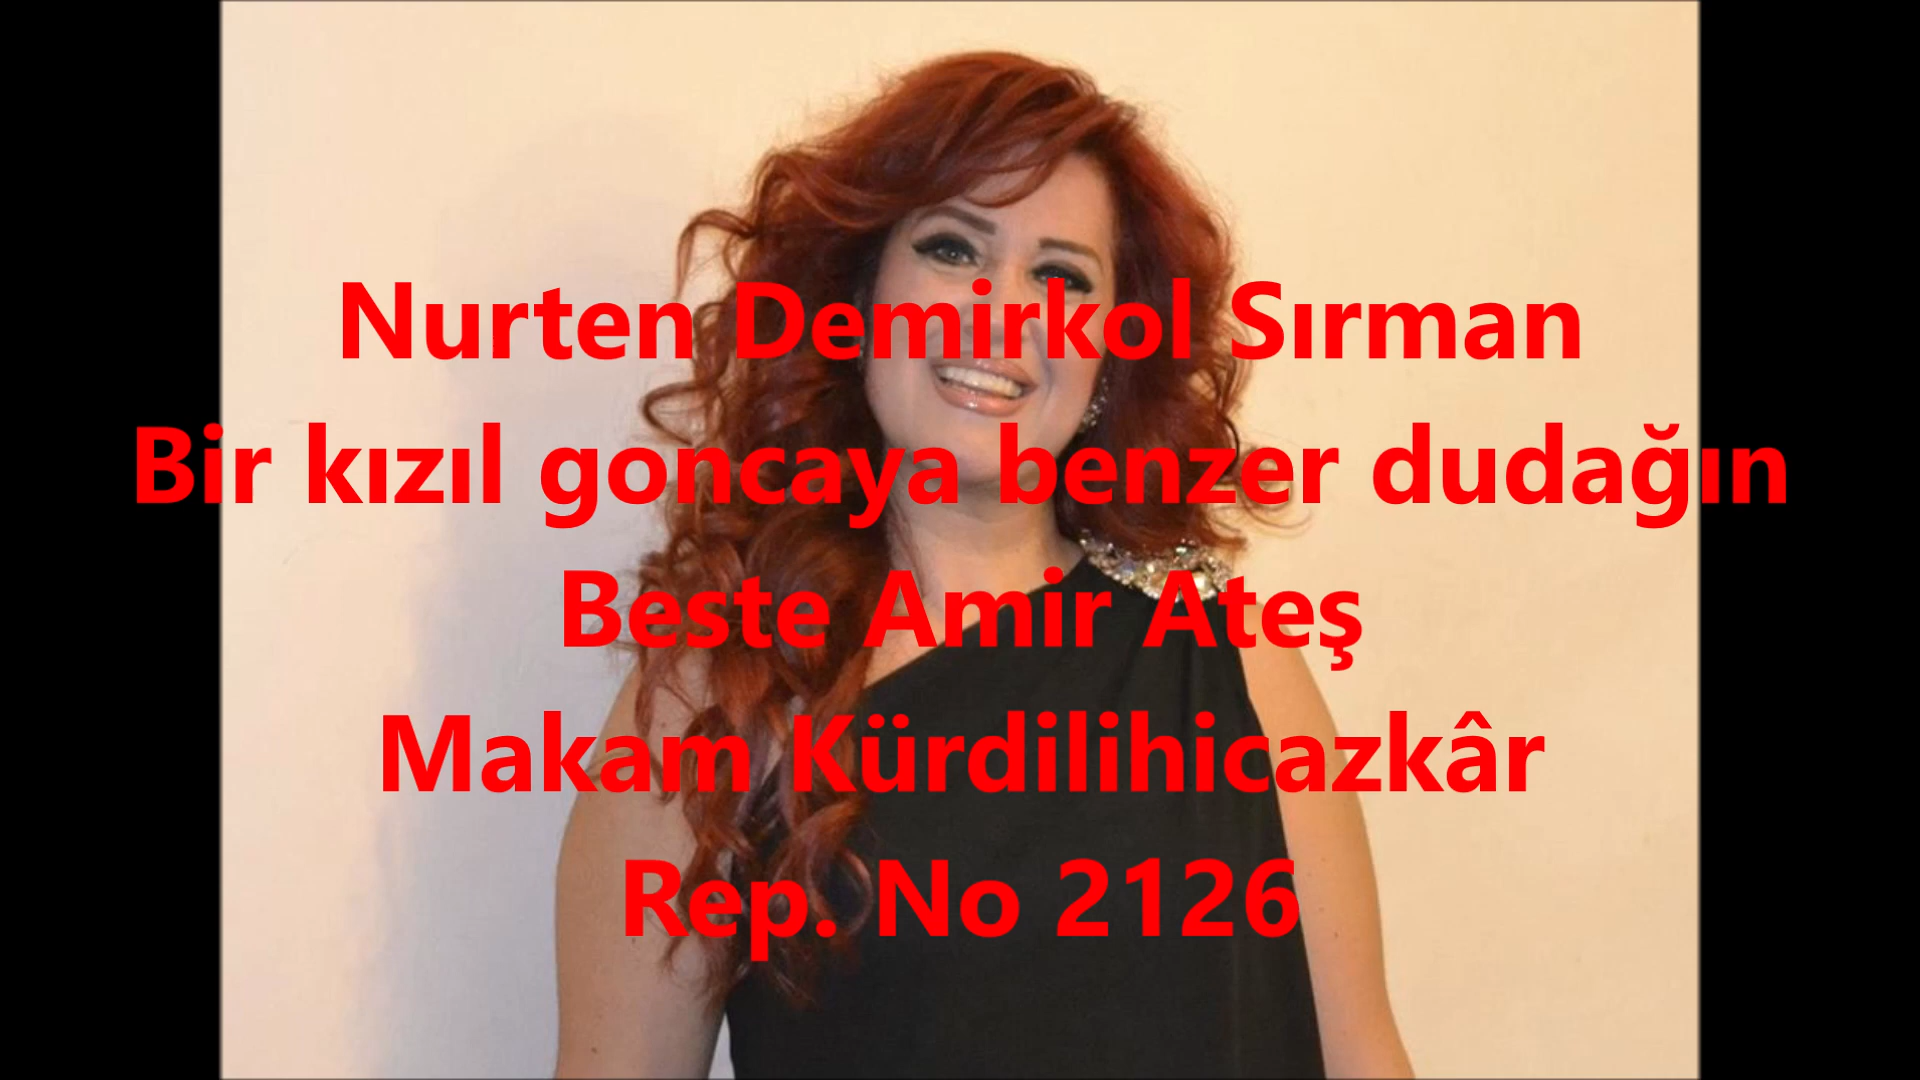 Nurten Demirkol Sırman
Bir kızıl goncaya benzer dudağın
Beste Amir Ateş
Makam Kürdilihicazkâr
Rep. No 2126